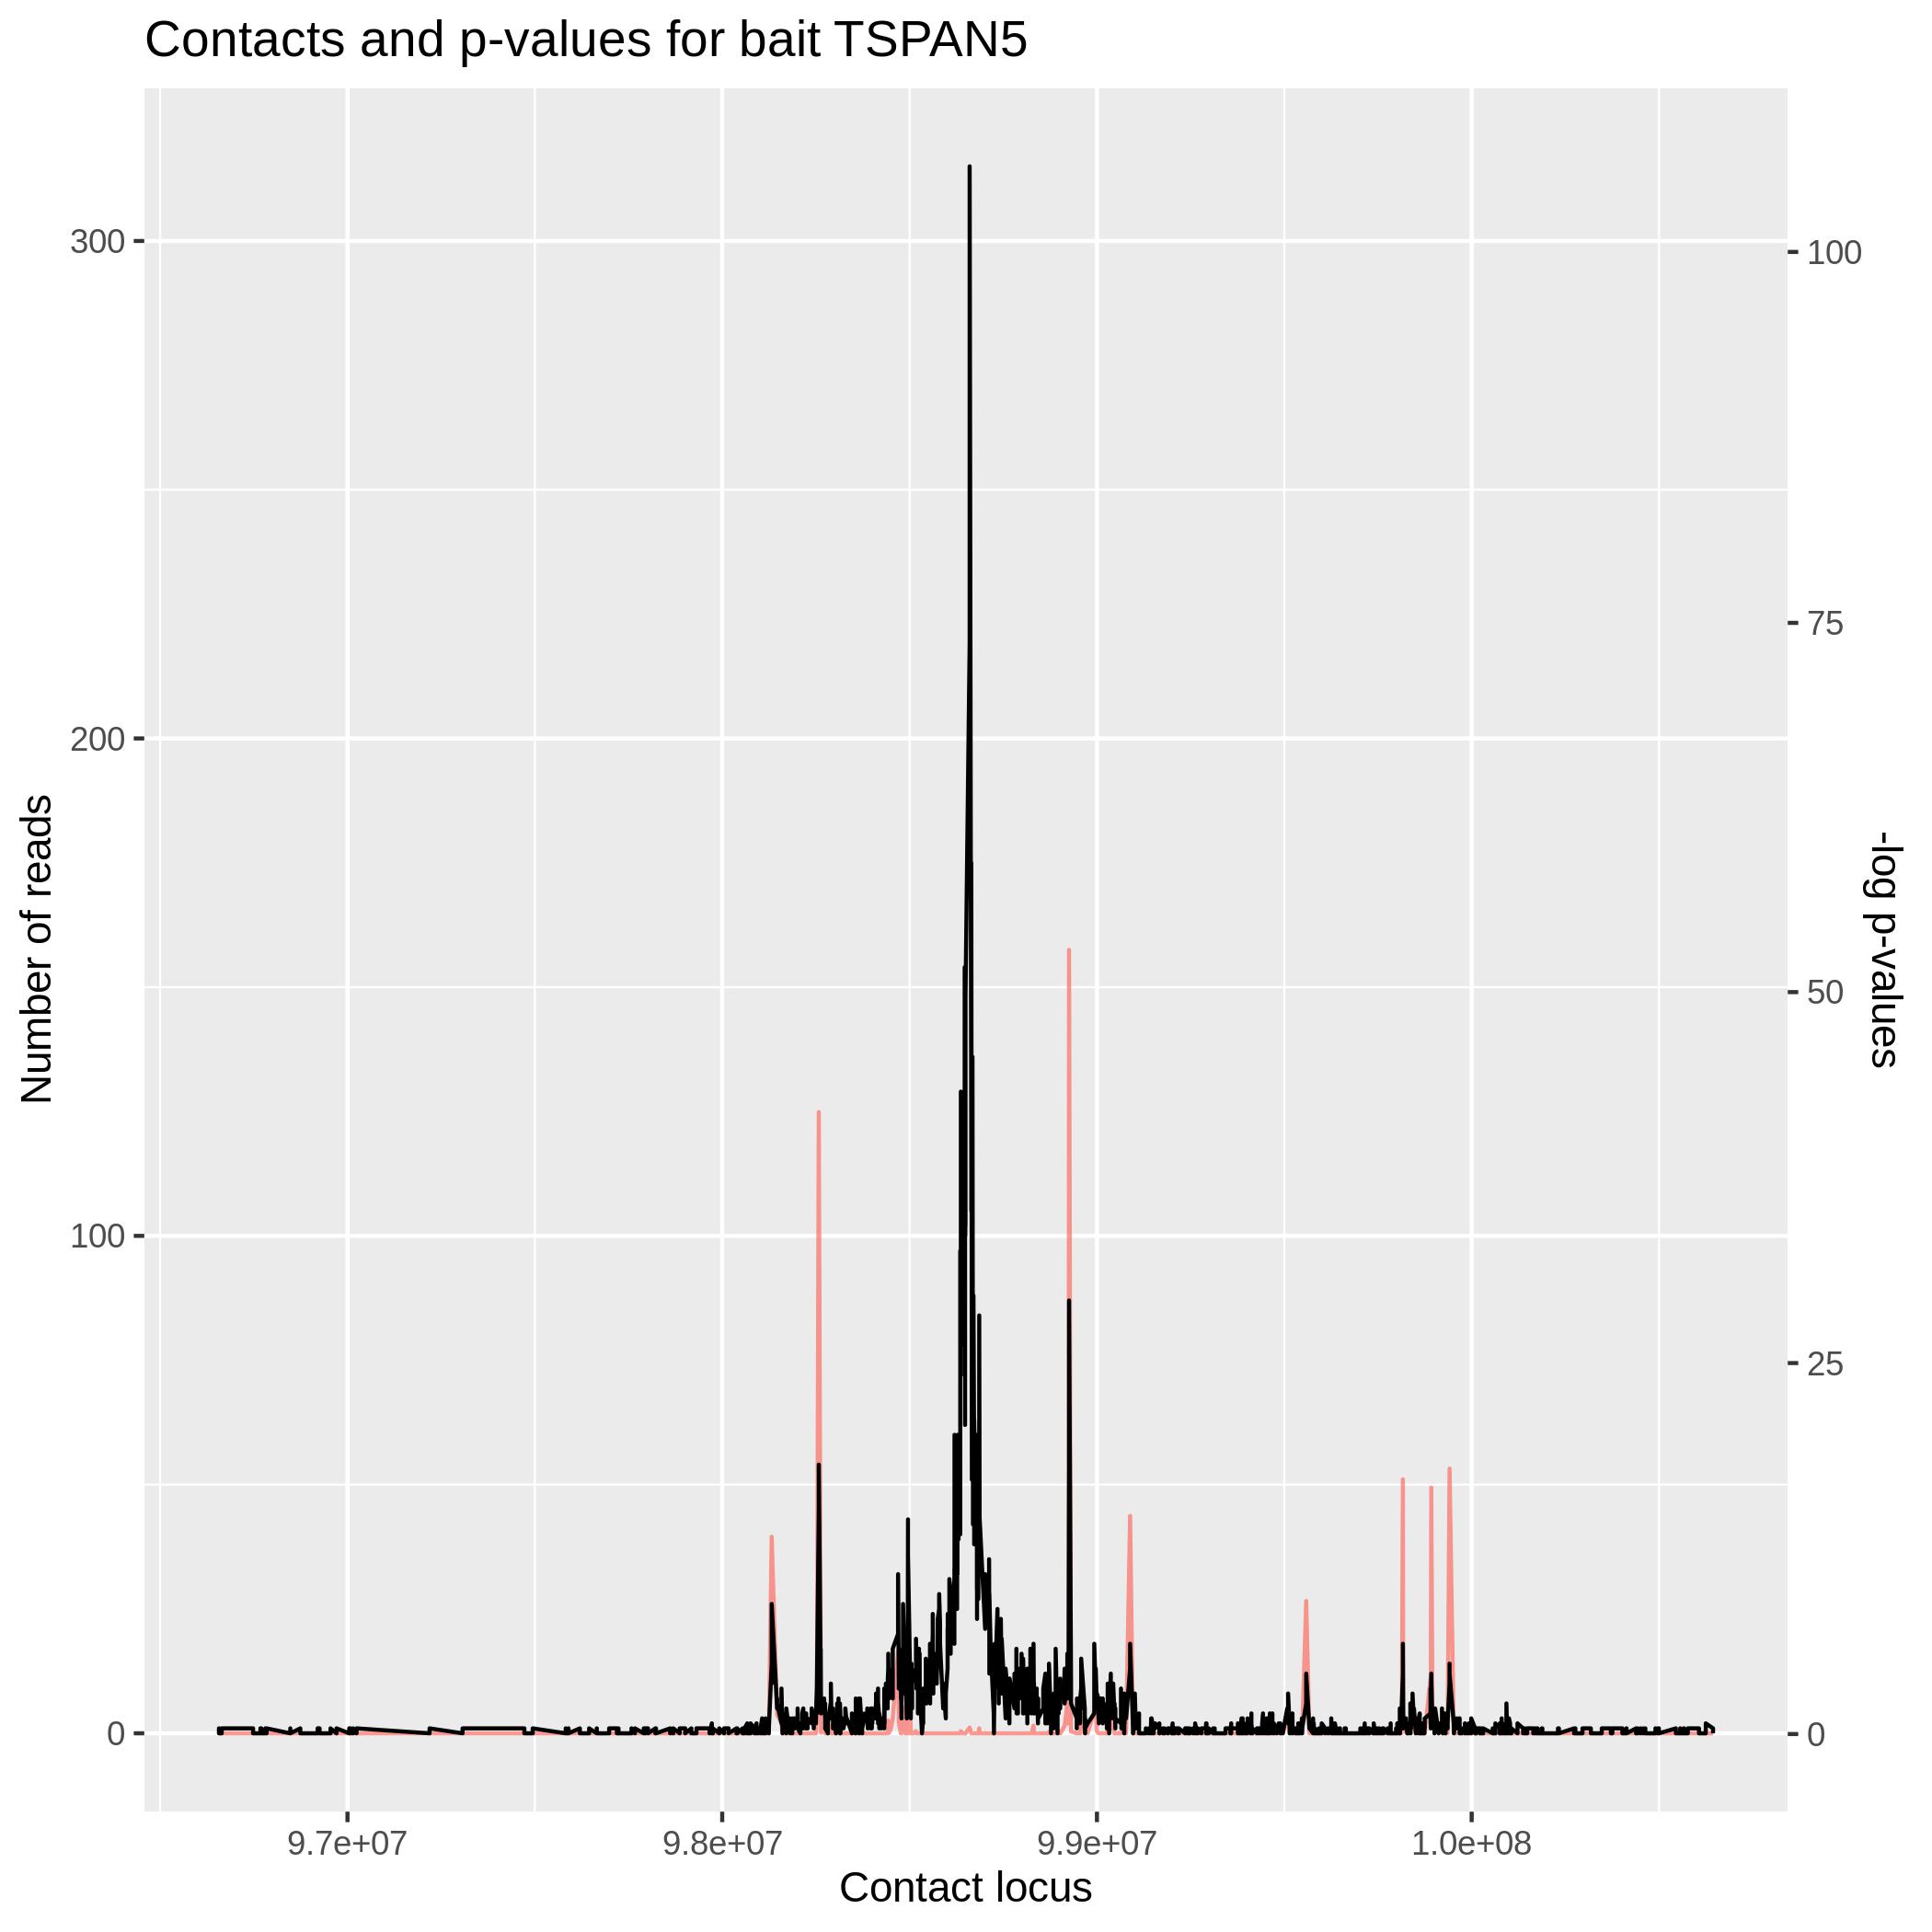 Contacts and p-values for bait TSPAN5
300
200
100
0
Number of reads
100
75
50
25
0
-log p-values
9.7e+07
9.8e+07
9.9e+07
1.0e+08
Contact locus